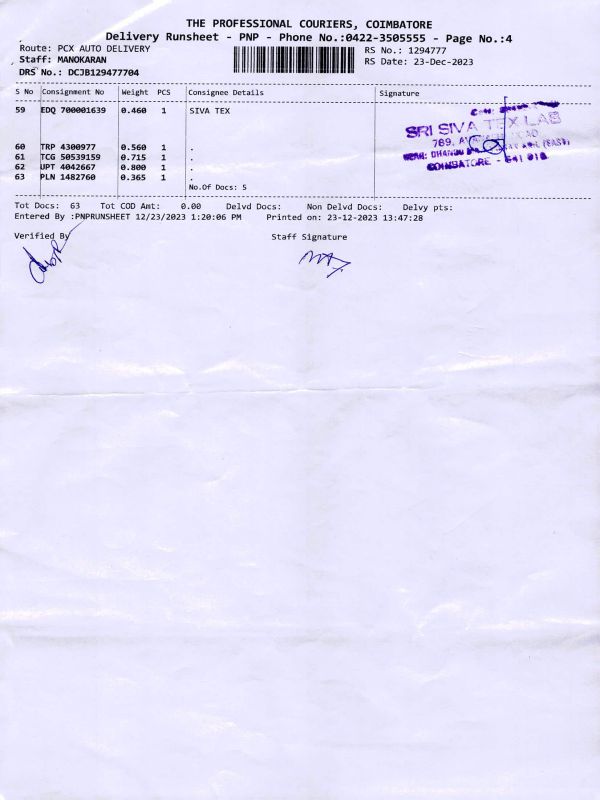 THE PROFESSIONAL COURIERS, COIMBATORE
Delivery Runsheet - PNP - Phone No.:0422-3505555 - Page No.:4
Route: PCX AUTO DELIVERY
RS No.: 1294777
Staff: MANOKARAN
RS Date: 23-Dec-2023
DRS No.: DCJB129477704
S No Consignment No Weight PCS Consignee Details Signature
59 EDQ 700001639 0.460 1 SIVA TEX
SRI SIVA TEX LAB
789,
COIMBATORE - 641 018
60 TRP 4300977 0.560 1 .
61 TCG 50539159 0.715 1 .
62 UPT 4042667 0.800 1 .
63 PLN 1482760 0.365 1 .
No.Of Docs: 5
Tot Docs: 63 Tot COD Amt: 0.00 Delvd Docs: Non Delvd Docs: Delvy pts:
Entered By :PNPRUNSHEET 12/23/2023 1:20:06 PM Printed on: 23-12-2023 13:47:28
Verified By Staff Signature